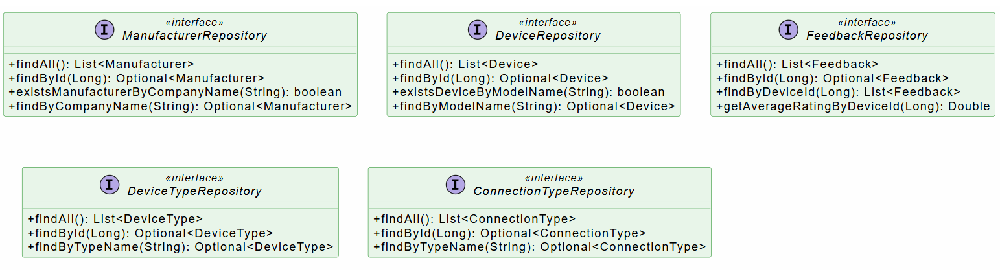 «interface»
I ManufacturerRepository
+findAll(): List<Manufacturer>
+findById(Long): Optional<Manufacturer>
+existsManufacturerByCompanyName(String): boolean
+findByCompanyName(String): Optional<Manufacturer>
«interface»
I DeviceRepository
+findAll(): List<Device>
+findById(Long): Optional<Device>
+existsDeviceByModelName(String): boolean
+findByModelName(String): Optional<Device>
«interface»
I FeedbackRepository
+findAll(): List<Feedback>
+findById(Long): Optional<Feedback>
+findByDeviceId(Long): List<Feedback>
+getAverageRatingByDeviceId(Long): Double
«interface»
I DeviceTypeRepository
+findAll(): List<DeviceType>
+findById(Long): Optional<DeviceType>
+findByTypeName(String): Optional<DeviceType>
«interface»
I ConnectionTypeRepository
+findAll(): List<ConnectionType>
+findById(Long): Optional<ConnectionType>
+findByTypeName(String): Optional<ConnectionType>